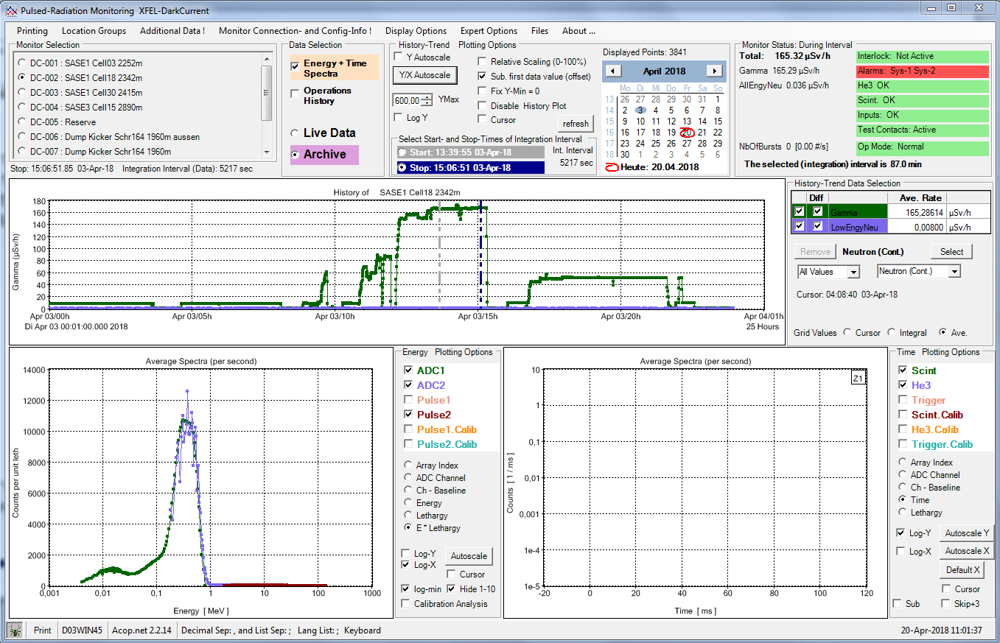 Pulsed-Radiation Monitoring XFEL-DarkCurrent
Printing Location Groups Additional Data ! Monitor Connection- and Config-Info ! Display Options Expert Options Files About ...
Monitor Selection
DC-001 : SASE1 Cell03 2252m
DC-002 : SASE1 Cell18 2342m
DC-003 : SASE1 Cell30 2415m
DC-004 : SASE3 Cell15 2890m
DC-005 : Reserve
DC-006 : Dump Kicker Schr164 1960m aussen
DC-007 : Dump Kicker Schr164 1960m
Stop: 15:06:51.85 03-Apr-18 Integration Interval (Data): 5217 sec
Data Selection
Energy + Time
Spectra
Operations
History
Live Data
Archive
History-Trend Plotting Options
Y Autoscale
Y/X Autoscale
600,00 YMax
Log Y
Relative Scaling (0-100%)
Sub. first data value (offset)
Fix Y-Min = 0
Disable History Plot
Cursor
refresh
Select Start- and Stop-Times of Integration Interval
Start: 13:39:55 03-Apr-18
Stop: 15:06:51 03-Apr-18
Int. Interval
5217 sec
Displayed Points: 3841
April 2018
Mo Di Mi Do Fr Sa So
13 26 27 28 29 30 31 1
14 2 3 4 5 6 7 8
15 9 10 11 12 13 14 15
16 16 17 18 19 20 21 22
17 23 24 25 26 27 28 29
18 30 1 2 3 4 5 6
Heute: 20.04.2018
Monitor Status: During Interval
Total: 165.32 µSv/h
Gamma 165.29 µSv/h
AllEngyNeu 0.036 µSv/h
NbOfBursts 0 [0.00 #/s]
Interlock: Not Active
Alarms: Sys-1 Sys-2
He3 OK
Scint. OK
Inputs: OK
Test Contacts: Active
Op Mode: Normal
The selected (integration) interval is 87.0 min
History of SASE1 Cell18 2342m
Gamma (µSv/h)
180
160
140
120
100
80
60
40
20
0
Apr 03/00h Apr 03/05h Apr 03/10h Apr 03/15h Apr 03/20h Apr 04/01h
Di Apr 03 00:01:00.000 2018 25 Hours
History-Trend Data Selection
Diff Ave. Rate
Gamma 165,28614 µSv/h
LowEngyNeu 0,00800 µSv/h
Remove Neutron (Cont.) Select
All Values Neutron (Cont.)
Cursor: 04:08:40 03-Apr-18
Grid Values Cursor Integral Ave.
Average Spectra (per second)
Counts per unit leth
14000
12000
10000
8000
6000
4000
2000
0
0,001 0,01 0,1 1 10 100 1000
Energy [ MeV ]
Energy Plotting Options
ADC1
ADC2
Pulse1
Pulse2
Pulse1.Calib
Pulse2.Calib
Array Index
ADC Channel
Ch - Baseline
Energy
Lethargy
E * Lethargy
Log-Y
Log-X
Autoscale
Cursor
log-min Hide 1-10
Calibration Analysis
Average Spectra (per second)
Z1
Counts [ 1 / ms ]
10
1
0,1
0,01
0,001
1e-4
1e-5
-20 0 20 40 60 80 100 120
Time [ ms ]
Time Plotting Options
Scint
He3
Trigger
Scint.Calib
He3.Calib
Trigger.Calib
Array Index
ADC Channel
Ch - Baseline
Time
Lethargy
Log-Y Autoscale Y
Log-X Autoscale X
Default X
Cursor
Sub Skip+3
Print D03WIN45 Acop.net 2.2.14 Decimal Sep: , and List Sep: ; Lang List: ; Keyboard 20-Apr-2018 11:01:37